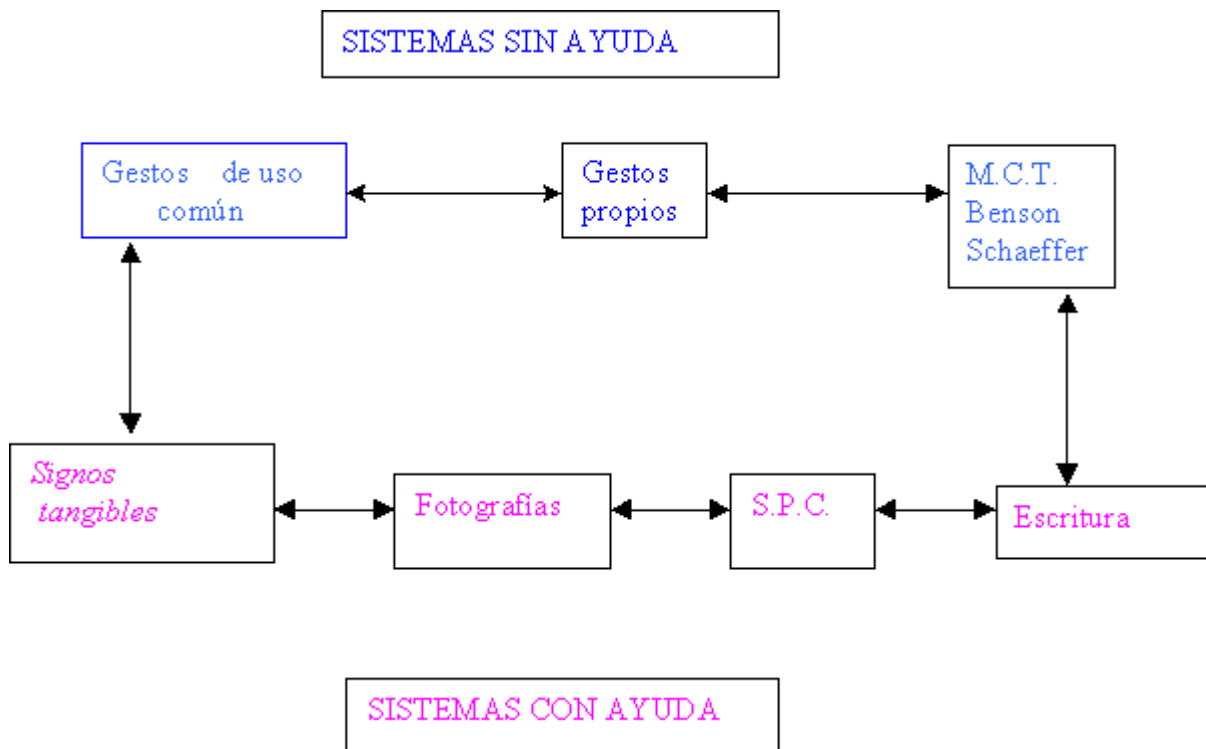 SISTEMAS SIN AYUDA
Gestos de uso
común
Gestos
propios
M.C.T.
Benson
Schaeffer
Signos
tangibles
Fotografías
S.P.C.
Escritura
SISTEMAS CON AYUDA